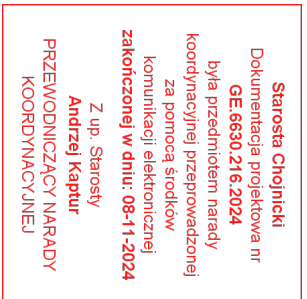 Starosta Chojnicki
Dokumentacja projektowa nr
GE.6630.216.2024
była przedmiotem narady
koordynacyjnej przeprowadzonej
za pomocą środków
komunikacji elektronicznej
zakończonej w dniu: 08-11-2024
Z up. Starosty
Andrzej Kaptur
PRZEWODNICZĄCY NARADY
KOORDYNACYJNEJ